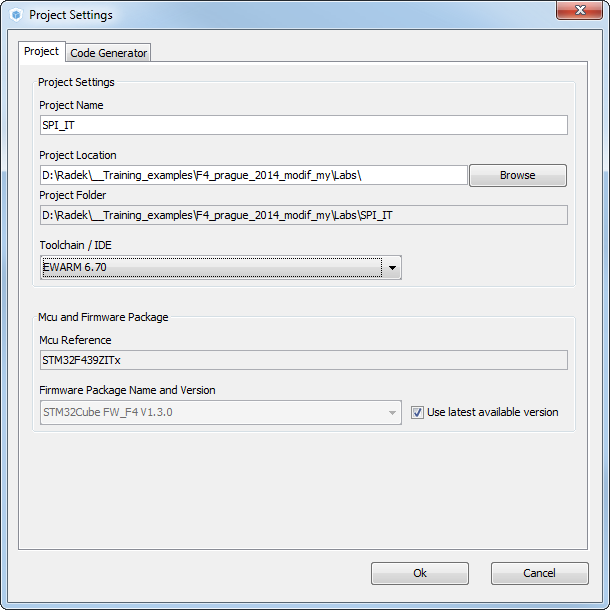 Project Settings
Project
Code Generator
Project Settings
Project Name
SPI_IT
Project Location
D:\Radek\__Training_examples\F4_prague_2014_modif_my\Labs\
Browse
Project Folder
D:\Radek\__Training_examples\F4_prague_2014_modif_my\Labs\SPI_IT
Toolchain / IDE
EWARM 6.70
Mcu and Firmware Package
Mcu Reference
STM32F439ZITx
Firmware Package Name and Version
STM32Cube FW_F4 V1.3.0
Use latest available version
Ok
Cancel